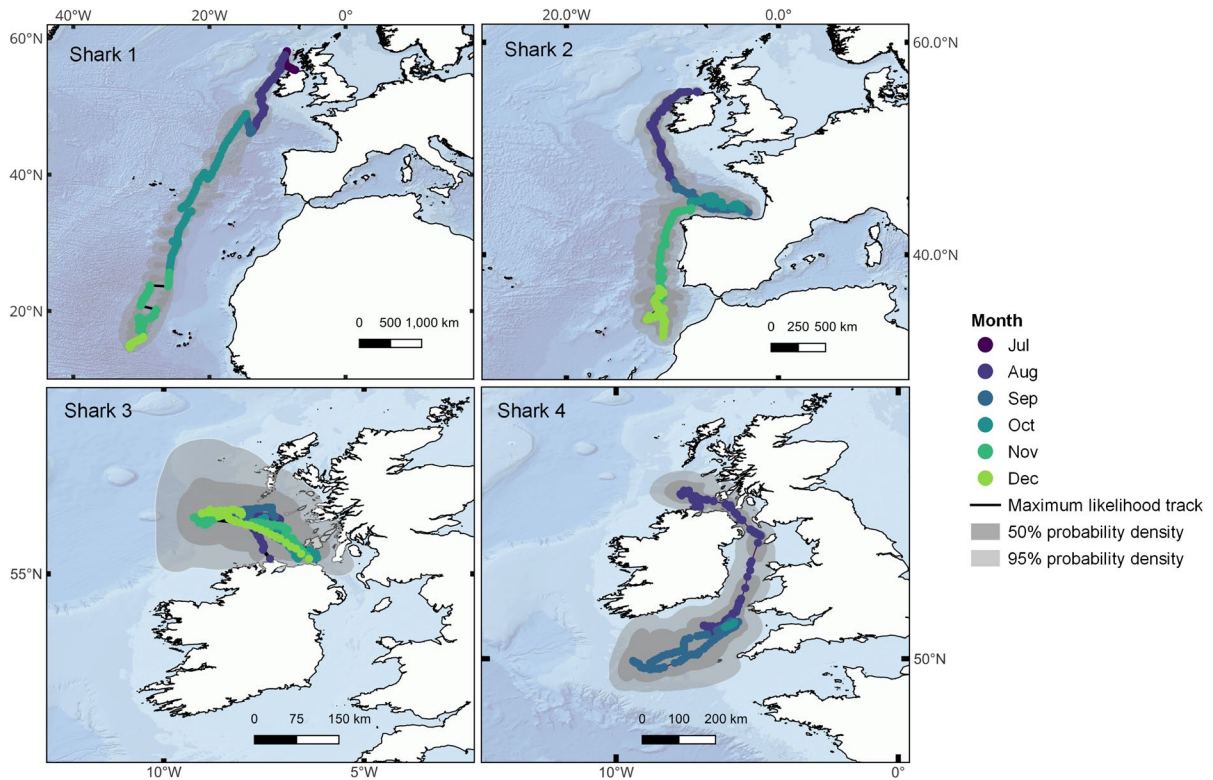 40°W 20°W 0° 20.0°W 0.0°
60°N 60.0°N
Shark 1 Shark 2
40°N
40.0°N
20°N
0 500 1,000 km 0 250 500 km
Shark 3 Shark 4
55°N
50°N
0 75 150 km 0 100 200 km
10°W 5°W 10°W 0°
Month
Jul
Aug
Sep
Oct
Nov
Dec
Maximum likelihood track
50% probability density
95% probability density